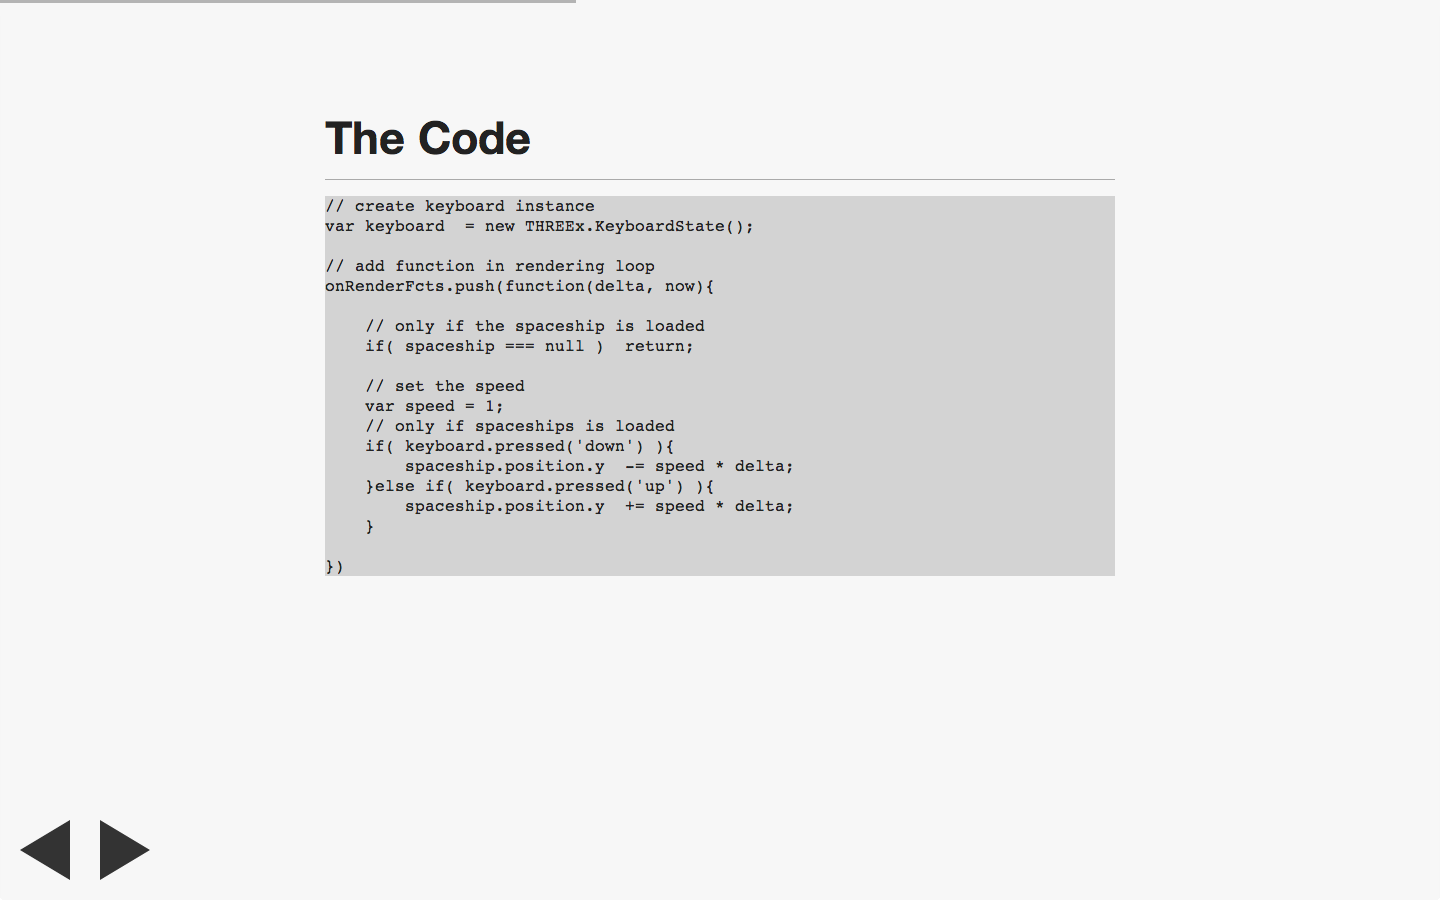 The Code
// create keyboard instance
var keyboard  = new THREEx.KeyboardState();
// add function in rendering loop
onRenderFcts.push(function(delta, now){
    // only if the spaceship is loaded
    if( spaceship === null )  return;
    // set the speed
    var speed = 1;
    // only if spaceships is loaded
    if( keyboard.pressed('down') ){
        spaceship.position.y  -= speed * delta;
    }else if( keyboard.pressed('up') ){
        spaceship.position.y  += speed * delta;
    }
})